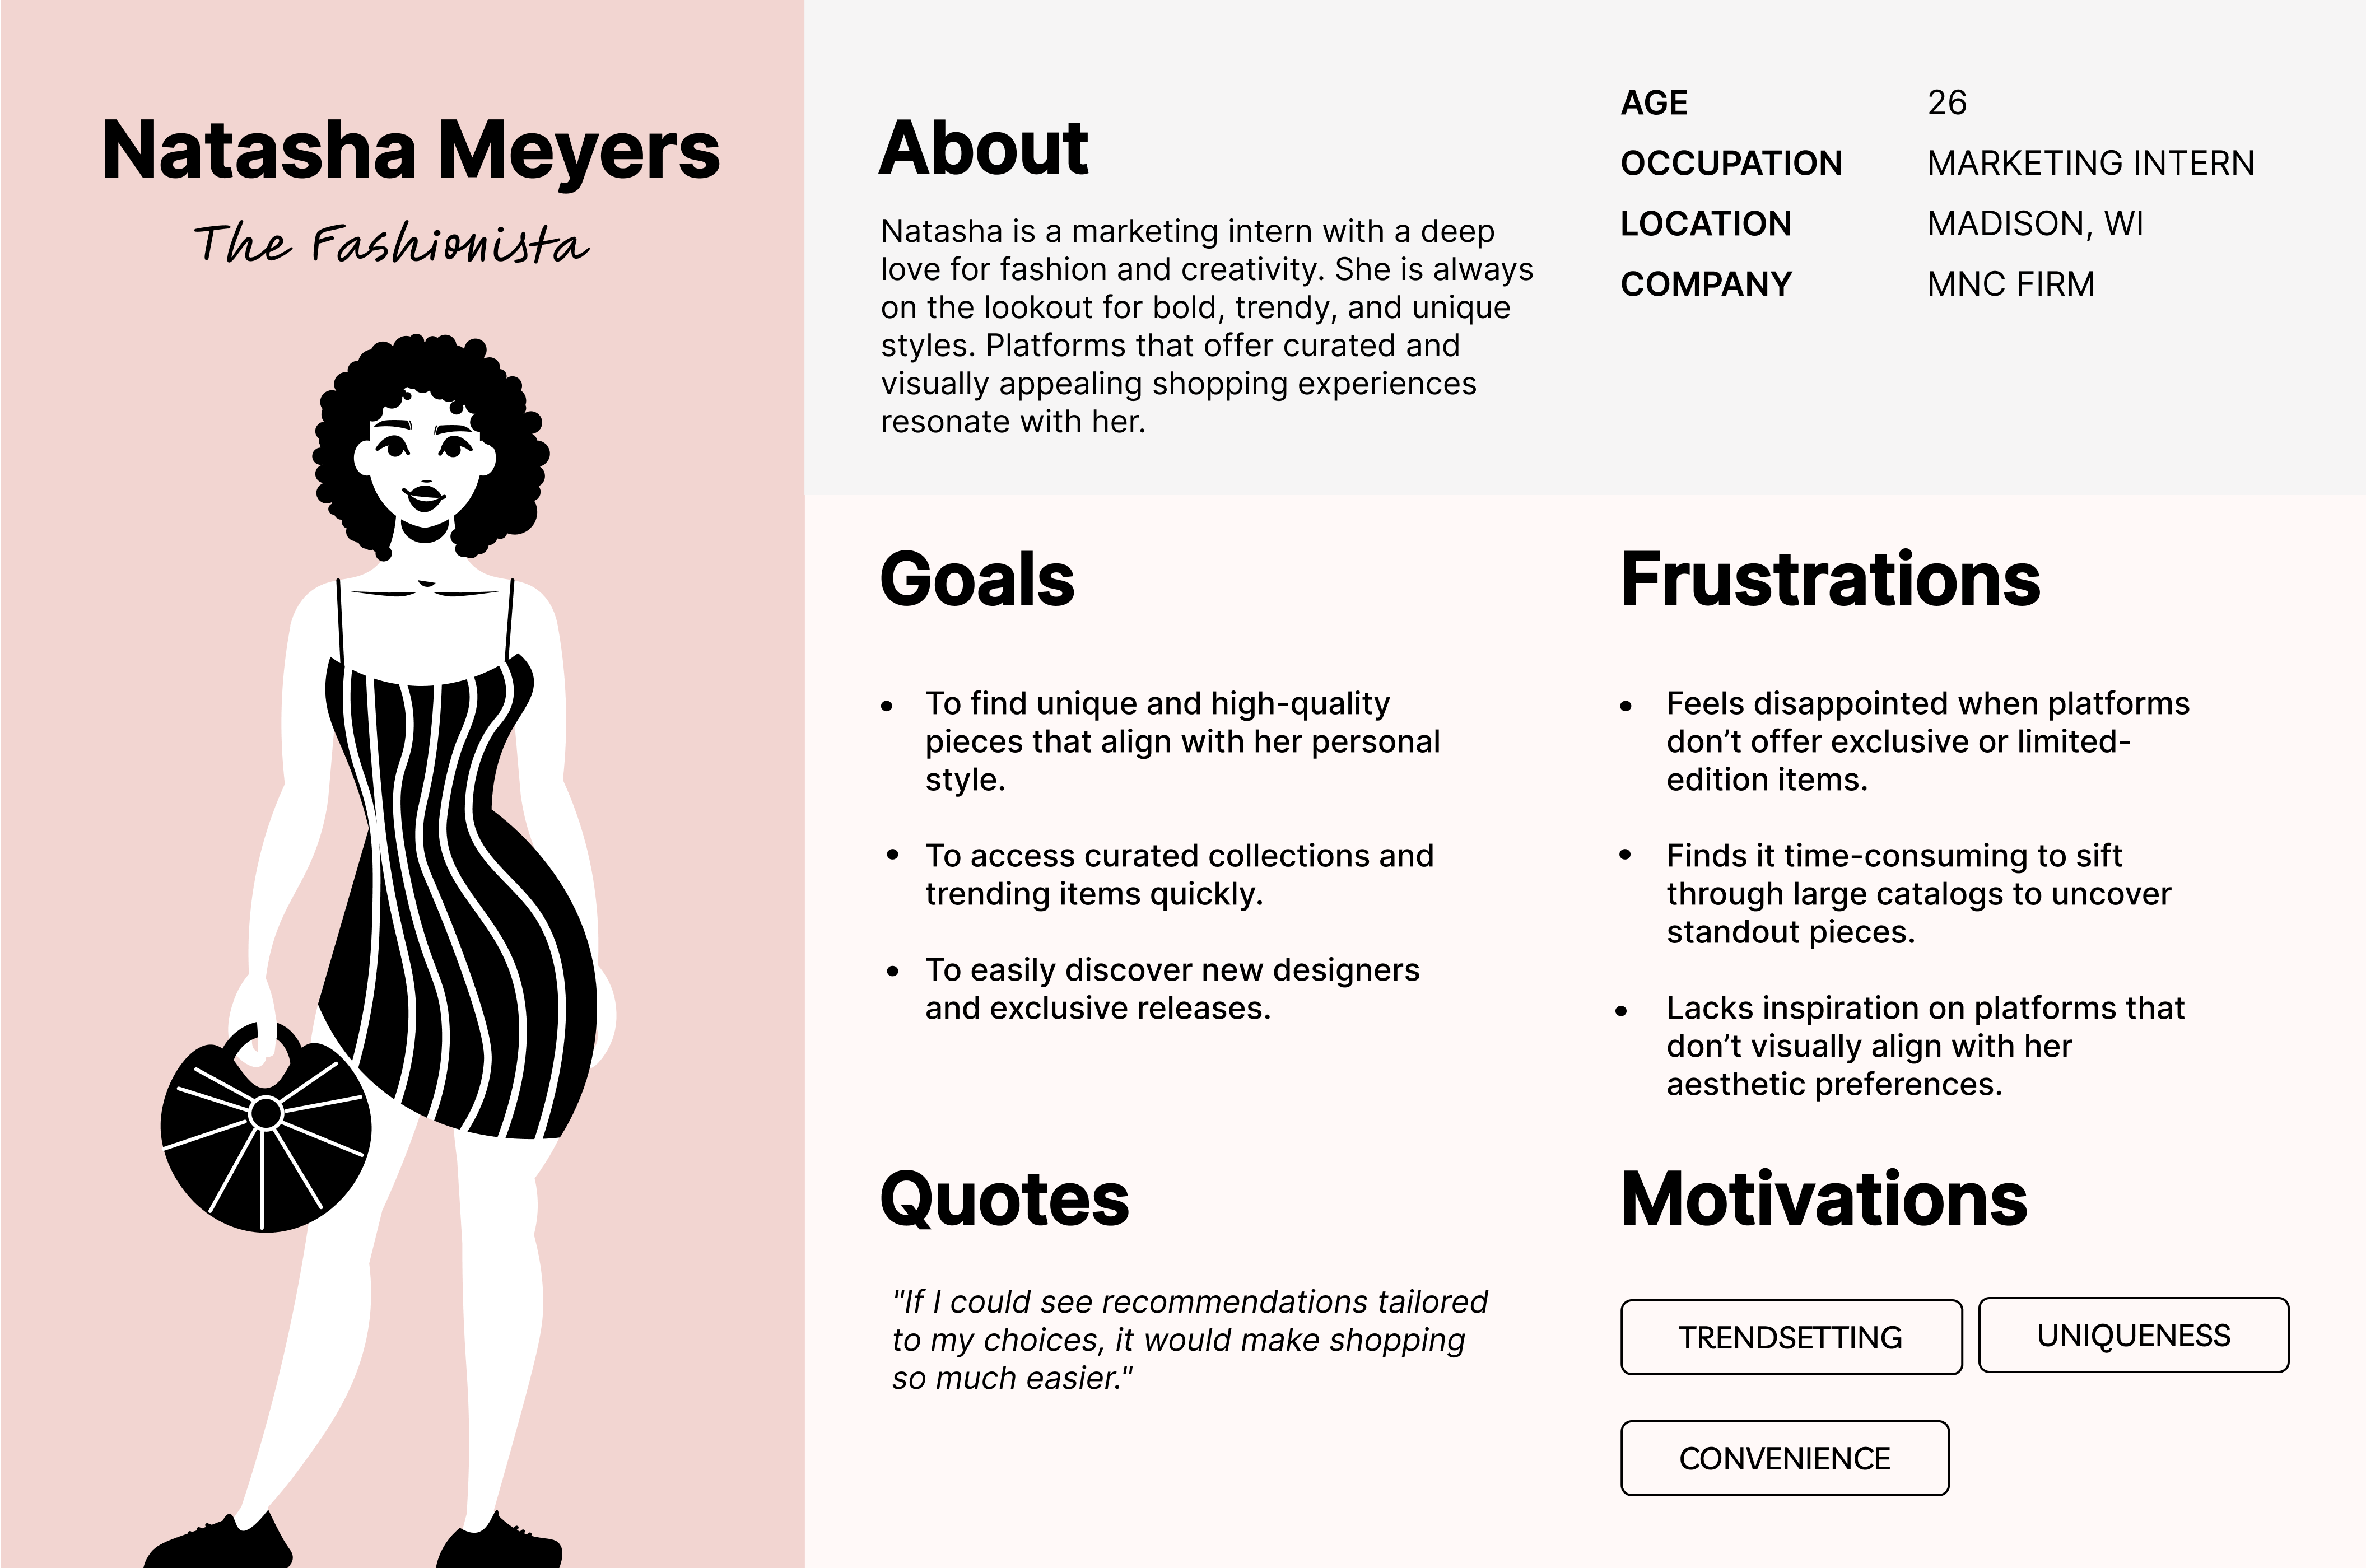 Natasha Meyers
The Fashionista
About
Natasha is a marketing intern with a deep
love for fashion and creativity. She is always
on the lookout for bold, trendy, and unique
styles. Platforms that offer curated and
visually appealing shopping experiences
resonate with her.
AGE 26
OCCUPATION MARKETING INTERN
LOCATION MADISON, WI
COMPANY MNC FIRM
Goals
• To find unique and high-quality
pieces that align with her personal
style.
• To access curated collections and
trending items quickly.
• To easily discover new designers
and exclusive releases.
Frustrations
• Feels disappointed when platforms
don’t offer exclusive or limited-
edition items.
• Finds it time-consuming to sift
through large catalogs to uncover
standout pieces.
• Lacks inspiration on platforms that
don’t visually align with her
aesthetic preferences.
Quotes
"If I could see recommendations tailored
to my choices, it would make shopping
so much easier."
Motivations
TRENDSETTING UNIQUENESS
CONVENIENCE